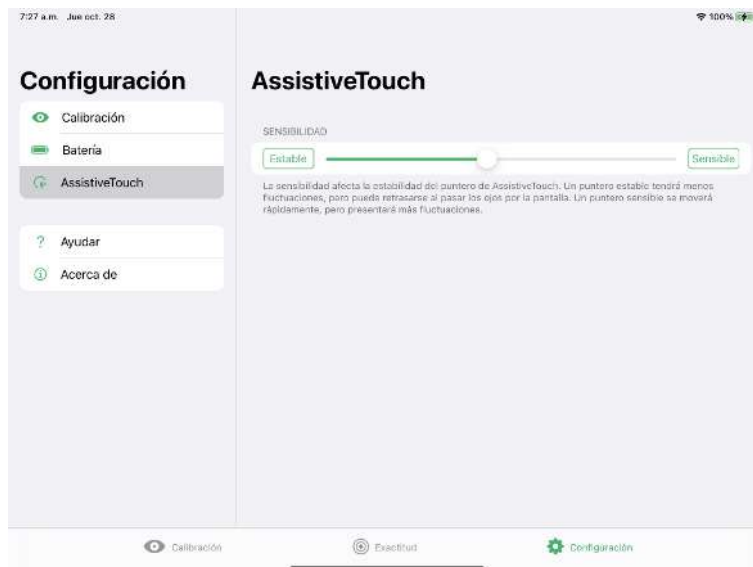 7:27 a.m. Jue oct. 28
100%
Configuración
Calibración
Batería
AssistiveTouch
Ayudar
Acerca de
AssistiveTouch
SENSIBILIDAD
Estable
Sensible
La sensibilidad afecta la estabilidad del puntero de AssistiveTouch. Un puntero estable tendrá menos
fluctuaciones, pero puede retrasarse al pasar los ojos por la pantalla. Un puntero sensible se moverá
rápidamente, pero presentará más fluctuaciones.
Calibración
Exactitud
Configuración